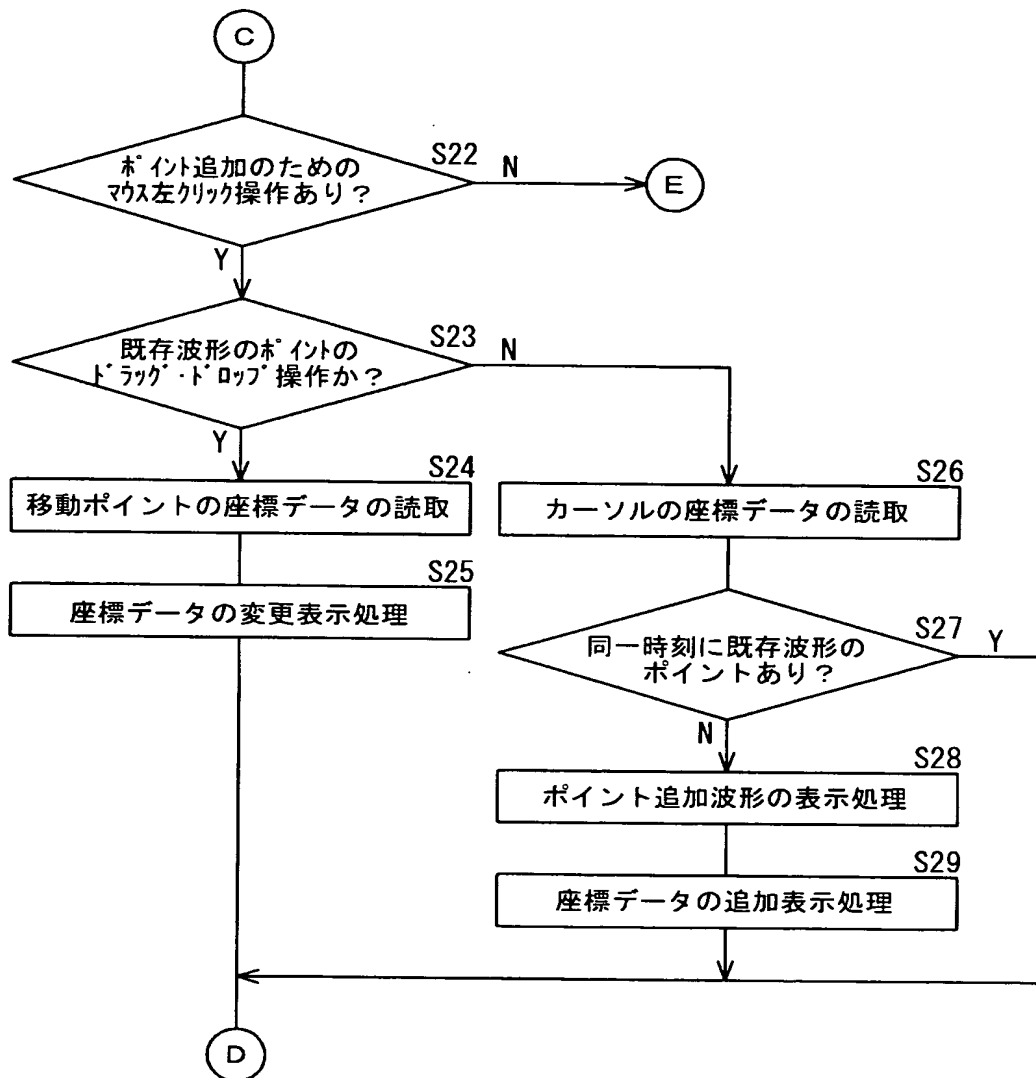 C
S22
ﾎﾟｲﾝﾄ追加のための
ﾏｳｽ左ｸﾘｯｸ操作あり？
N
E
Y
S23
既存波形のﾎﾟｲﾝﾄの
ﾄﾞﾗｯｸﾞ・ﾄﾞﾛｯﾌﾟ操作か？
N
Y
S24
移動ポイントの座標データの読取
S26
カーソルの座標データの読取
S25
座標データの変更表示処理
S27
同一時刻に既存波形の
ポイントあり？
Y
N
S28
ポイント追加波形の表示処理
S29
座標データの追加表示処理
D